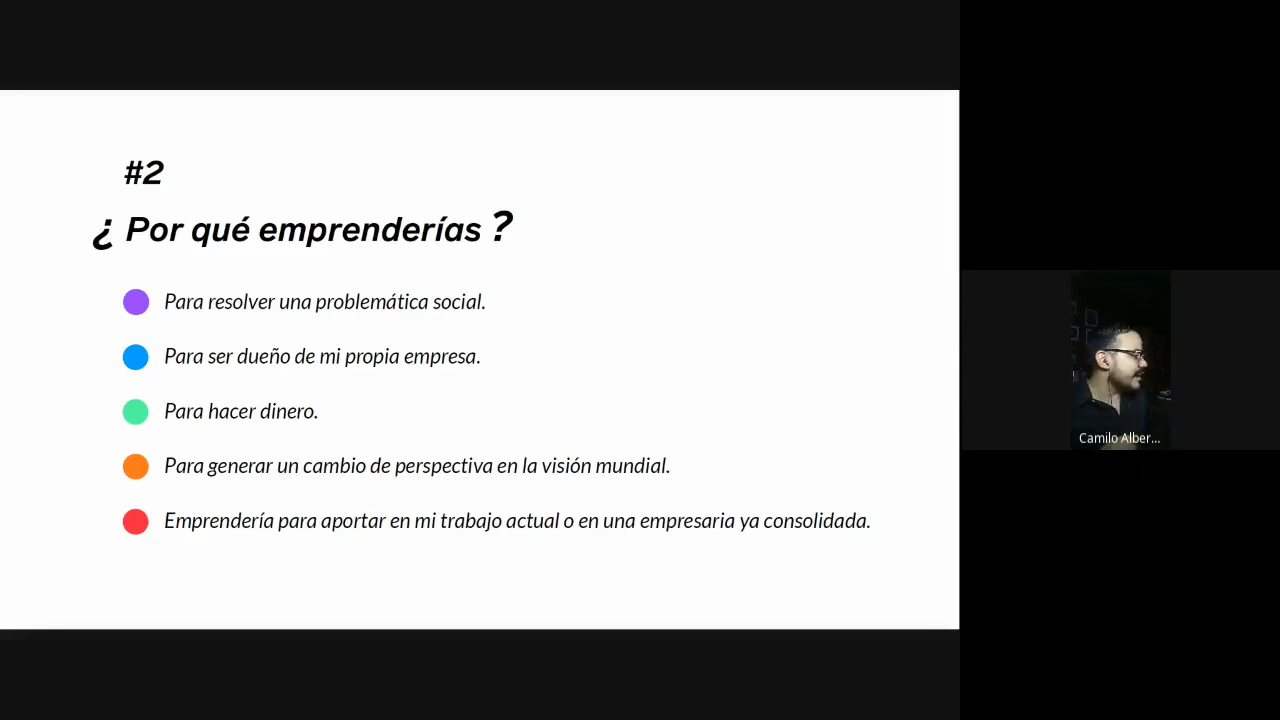 #2
¿ Por qué emprenderías ?
Para resolver una problemática social.
Para ser dueño de mi propia empresa.
Para hacer dinero.
Para generar un cambio de perspectiva en la visión mundial.
Emprendería para aportar en mi trabajo actual o en una empresaria ya consolidada.
Camilo Alber...